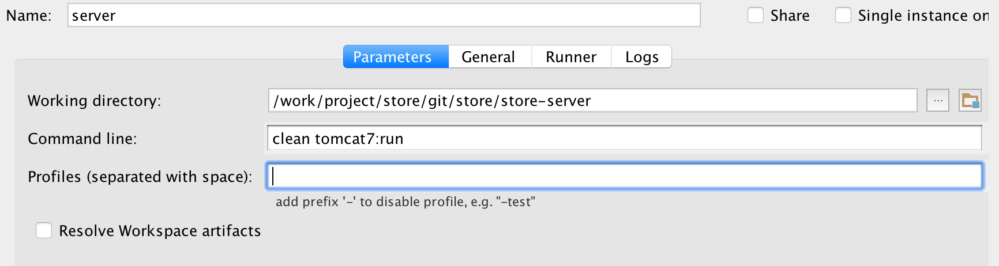 Name: server Share Single instance on
Parameters General Runner Logs
Working directory: /work/project/store/git/store/store-server ...
Command line: clean tomcat7:run
Profiles (separated with space):
add prefix '-' to disable profile, e.g. "-test"
Resolve Workspace artifacts